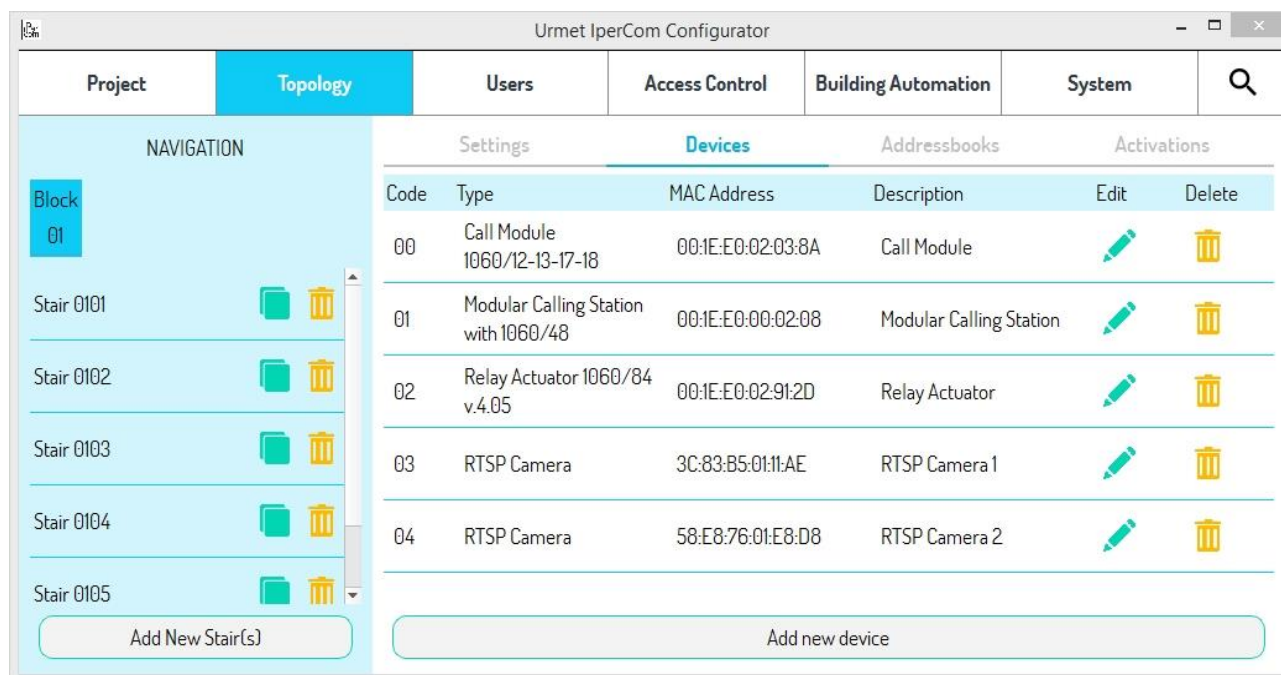 Urmet IperCom Configurator
Project Topology Users Access Control Building Automation System
NAVIGATION
Block
01
Stair 0101
Stair 0102
Stair 0103
Stair 0104
Stair 0105
Add New Stair(s)
Settings Devices Addressbooks Activations
Code Type MAC Address Description Edit Delete
00 Call Module 1060/12-13-17-18 00:1E:E0:02:03:8A Call Module
01 Modular Calling Station with 1060/48 00:1E:E0:00:02:08 Modular Calling Station
02 Relay Actuator 1060/84 v.4.05 00:1E:E0:02:91:2D Relay Actuator
03 RTSP Camera 3C:83:B5:01:11:AE RTSP Camera 1
04 RTSP Camera 58:E8:76:01:E8:D8 RTSP Camera 2
Add new device